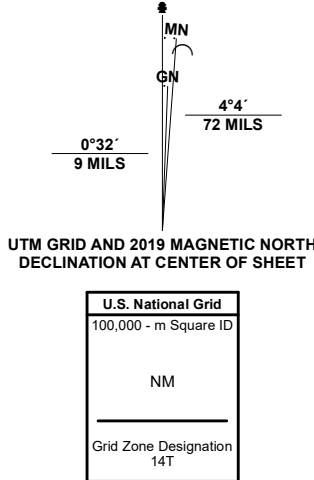 MN
GN
4°4´
72 MILS
0°32´
9 MILS
UTM GRID AND 2019 MAGNETIC NORTH
DECLINATION AT CENTER OF SHEET
U.S. National Grid
100,000 - m Square ID
NM
Grid Zone Designation
14T